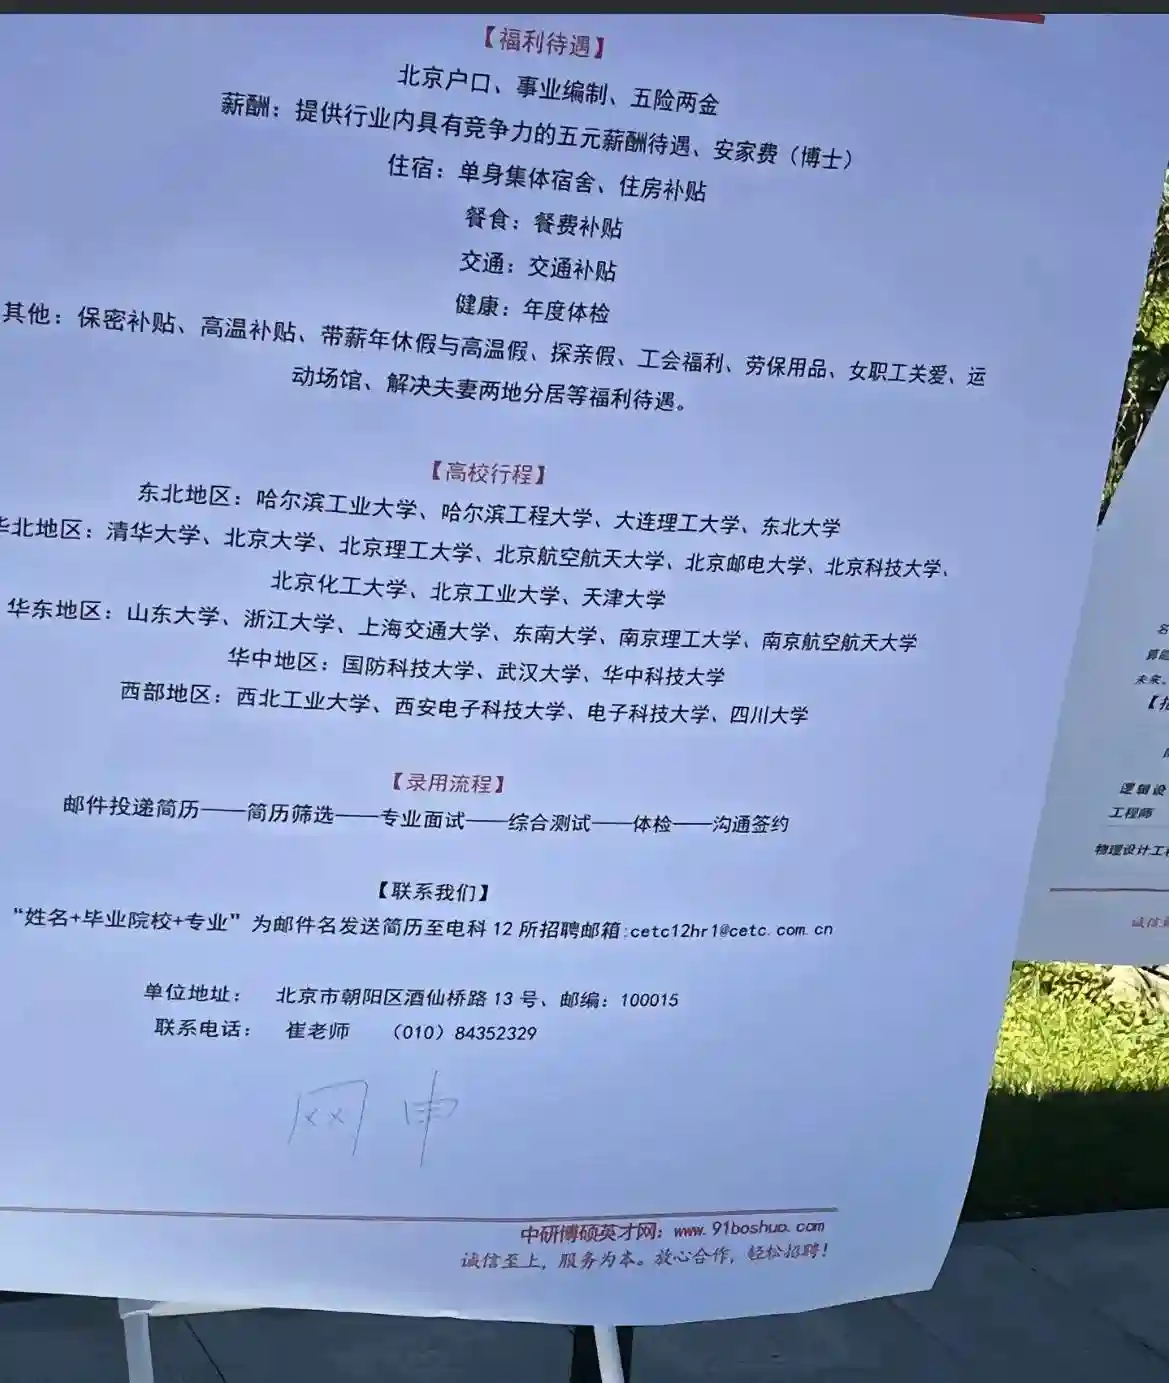 【福利待遇】
北京户口、事业编制、五险两金
薪酬：提供行业内具有竞争力的五元薪酬待遇、安家费（博士）
住宿：单身集体宿舍、住房补贴
餐食：餐费补贴
交通：交通补贴
健康：年度体检
其他：保密补贴、高温补贴、带薪年休假与高温假、探亲假、工会福利、劳保用品、女职工关爱、运
动场馆、解决夫妻两地分居等福利待遇。
【高校行程】
东北地区：哈尔滨工业大学、哈尔滨工程大学、大连理工大学、东北大学
华北地区：清华大学、北京大学、北京理工大学、北京航空航天大学、北京邮电大学、北京科技大学、
北京化工大学、北京工业大学、天津大学
华东地区：山东大学、浙江大学、上海交通大学、东南大学、南京理工大学、南京航空航天大学
华中地区：国防科技大学、武汉大学、华中科技大学
西部地区：西北工业大学、西安电子科技大学、电子科技大学、四川大学
【录用流程】
邮件投递简历——简历筛选——专业面试——综合测试——体检——沟通签约
【联系我们】
“姓名+毕业院校+专业”为邮件名发送简历至电科12所招聘邮箱:cetc12hr1@cetc.com.cn
单位地址： 北京市朝阳区酒仙桥路13号、邮编：100015
联系电话： 崔老师 （010）84352329
网申
中研博硕英才网：www.91boshuo.com
诚信至上，服务为本。放心合作，轻松招聘！
未来、
逻辑设
工程师
物理设计工程
诚信